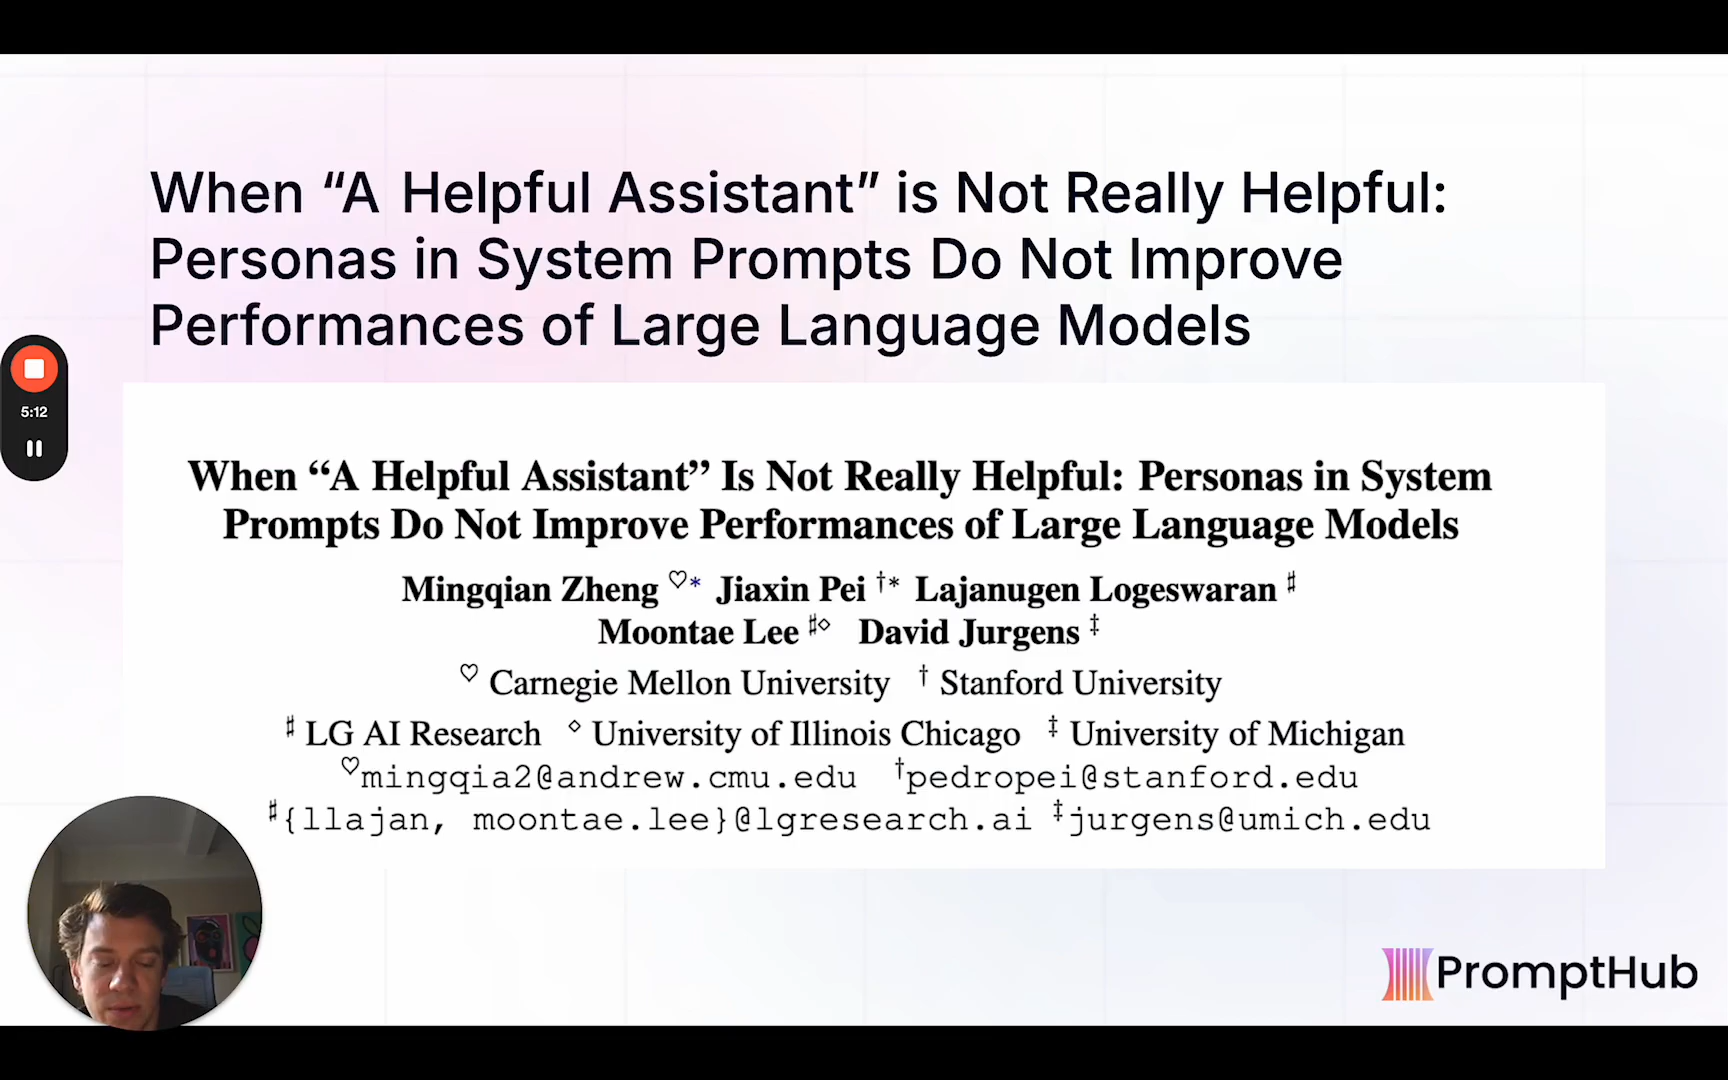 When “A Helpful Assistant” is Not Really Helpful:
Personas in System Prompts Do Not Improve
Performances of Large Language Models
5:12
When “A Helpful Assistant” Is Not Really Helpful: Personas in System
Prompts Do Not Improve Performances of Large Language Models
Mingqian Zheng ♡* Jiaxin Pei †* Lajanugen Logeswaran ♯
Moontae Lee ♯◇ David Jurgens ‡
♡ Carnegie Mellon University † Stanford University
♯ LG AI Research ◇ University of Illinois Chicago ‡ University of Michigan
♡mingqia2@andrew.cmu.edu †pedropei@stanford.edu
♯{llajan, moontae.lee}@lgresearch.ai ‡jurgens@umich.edu
PromptHub